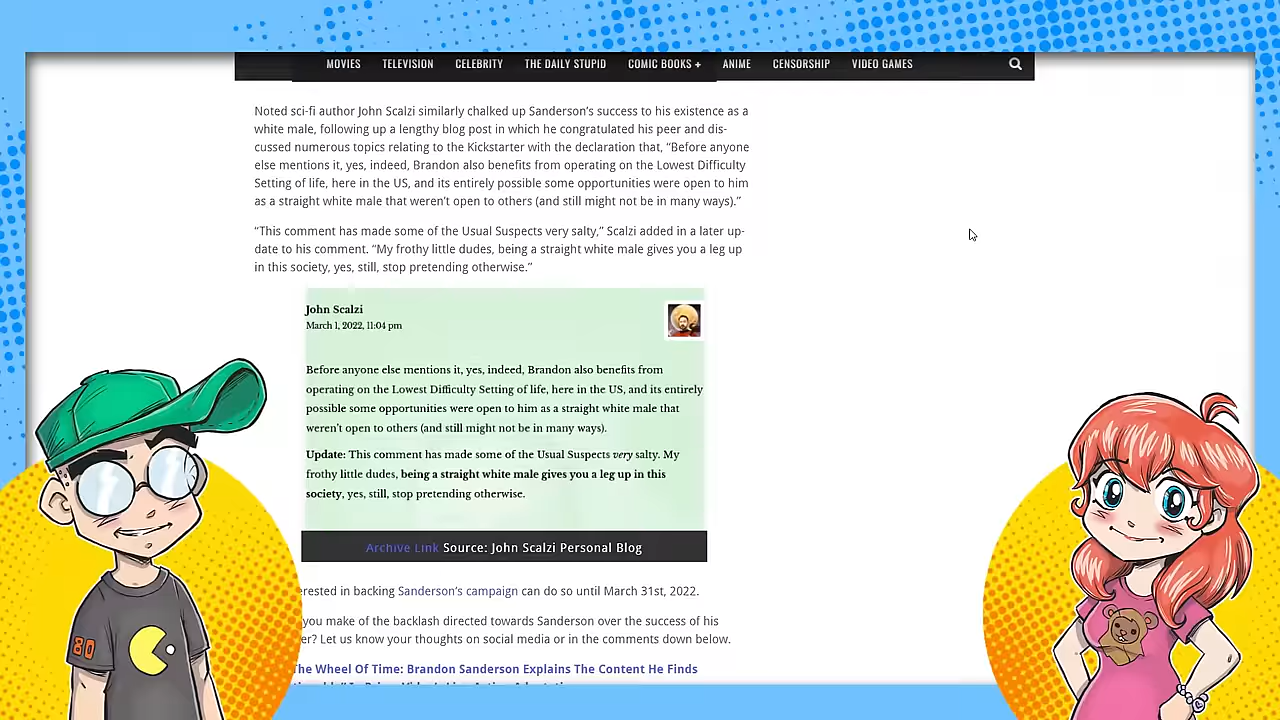 MOVIES TELEVISION CELEBRITY THE DAILY STUPID COMIC BOOKS + ANIME CENSORSHIP VIDEO GAMES
Noted sci-fi author John Scalzi similarly chalked up Sanderson's success to his existence as a
white male, following up a lengthy blog post in which he congratulated his peer and dis-
cussed numerous topics relating to the Kickstarter with the declaration that, “Before anyone
else mentions it, yes, indeed, Brandon also benefits from operating on the Lowest Difficulty
Setting of life, here in the US, and its entirely possible some opportunities were open to him
as a straight white male that weren't open to others (and still might not be in many ways).”
“This comment has made some of the Usual Suspects very salty,” Scalzi added in a later up-
date to his comment. “My frothy little dudes, being a straight white male gives you a leg up
in this society, yes, still, stop pretending otherwise.”
John Scalzi
March 1, 2022, 11:04 pm
Before anyone else mentions it, yes, indeed, Brandon also benefits from
operating on the Lowest Difficulty Setting of life, here in the US, and its entirely
possible some opportunities were open to him as a straight white male that
weren't open to others (and still might not be in many ways).
Update: This comment has made some of the Usual Suspects very salty. My
frothy little dudes, being a straight white male gives you a leg up in this
society, yes, still, stop pretending otherwise.
Archive Link Source: John Scalzi Personal Blog
erested in backing Sanderson's campaign can do so until March 31st, 2022.
you make of the backlash directed towards Sanderson over the success of his
er? Let us know your thoughts on social media or in the comments down below.
The Wheel Of Time: Brandon Sanderson Explains The Content He Finds
80